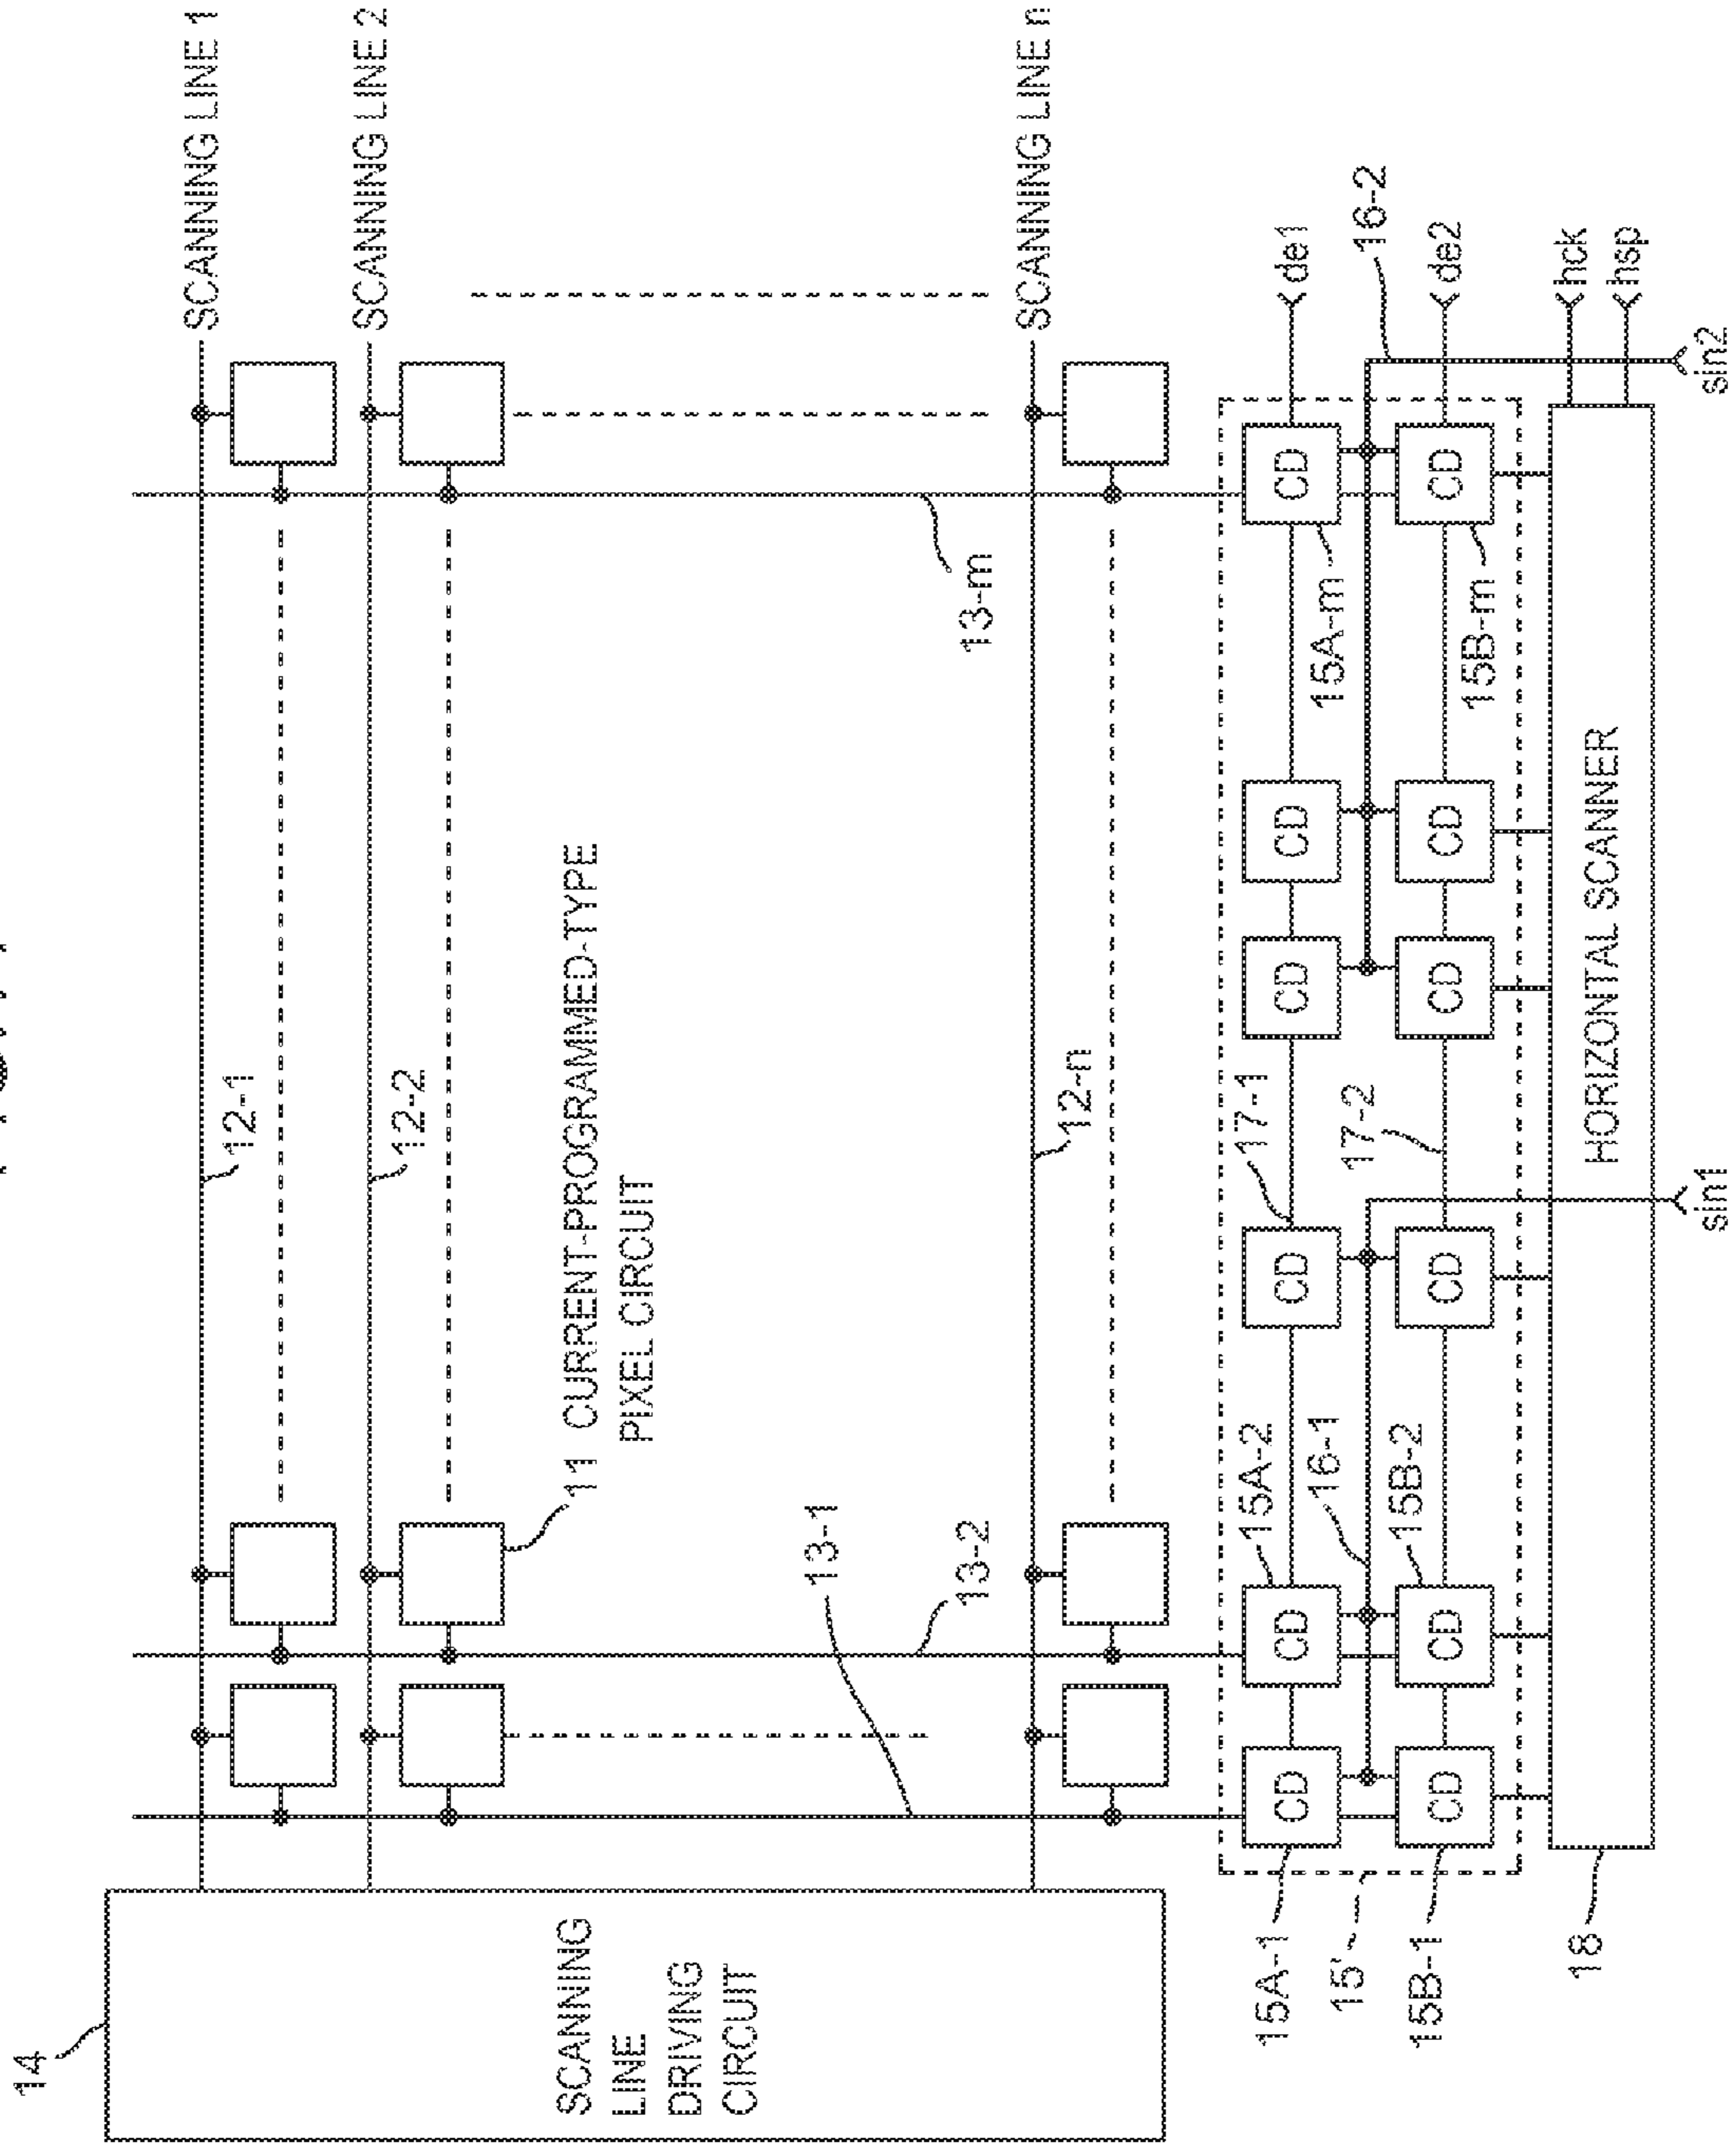 14
SCANNING
LINE
DRIVING
CIRCUIT
SCANNING LINE 1
SCANNING LINE 2
SCANNING LINE n
12-1
12-2
12-n
11 CURRENT-PROGRAMMED-TYPE
PIXEL CIRCUIT
13-1
13-2
13-m
15A-1
15'
15B-1
15A-2
16-1
15B-2
17-1
17-2
15A-m
15B-m
16-2
CD CD CD CD CD CD
CD CD CD CD CD CD
de1
de2
hck
hsp
sin1
sin2
18
HORIZONTAL SCANNER